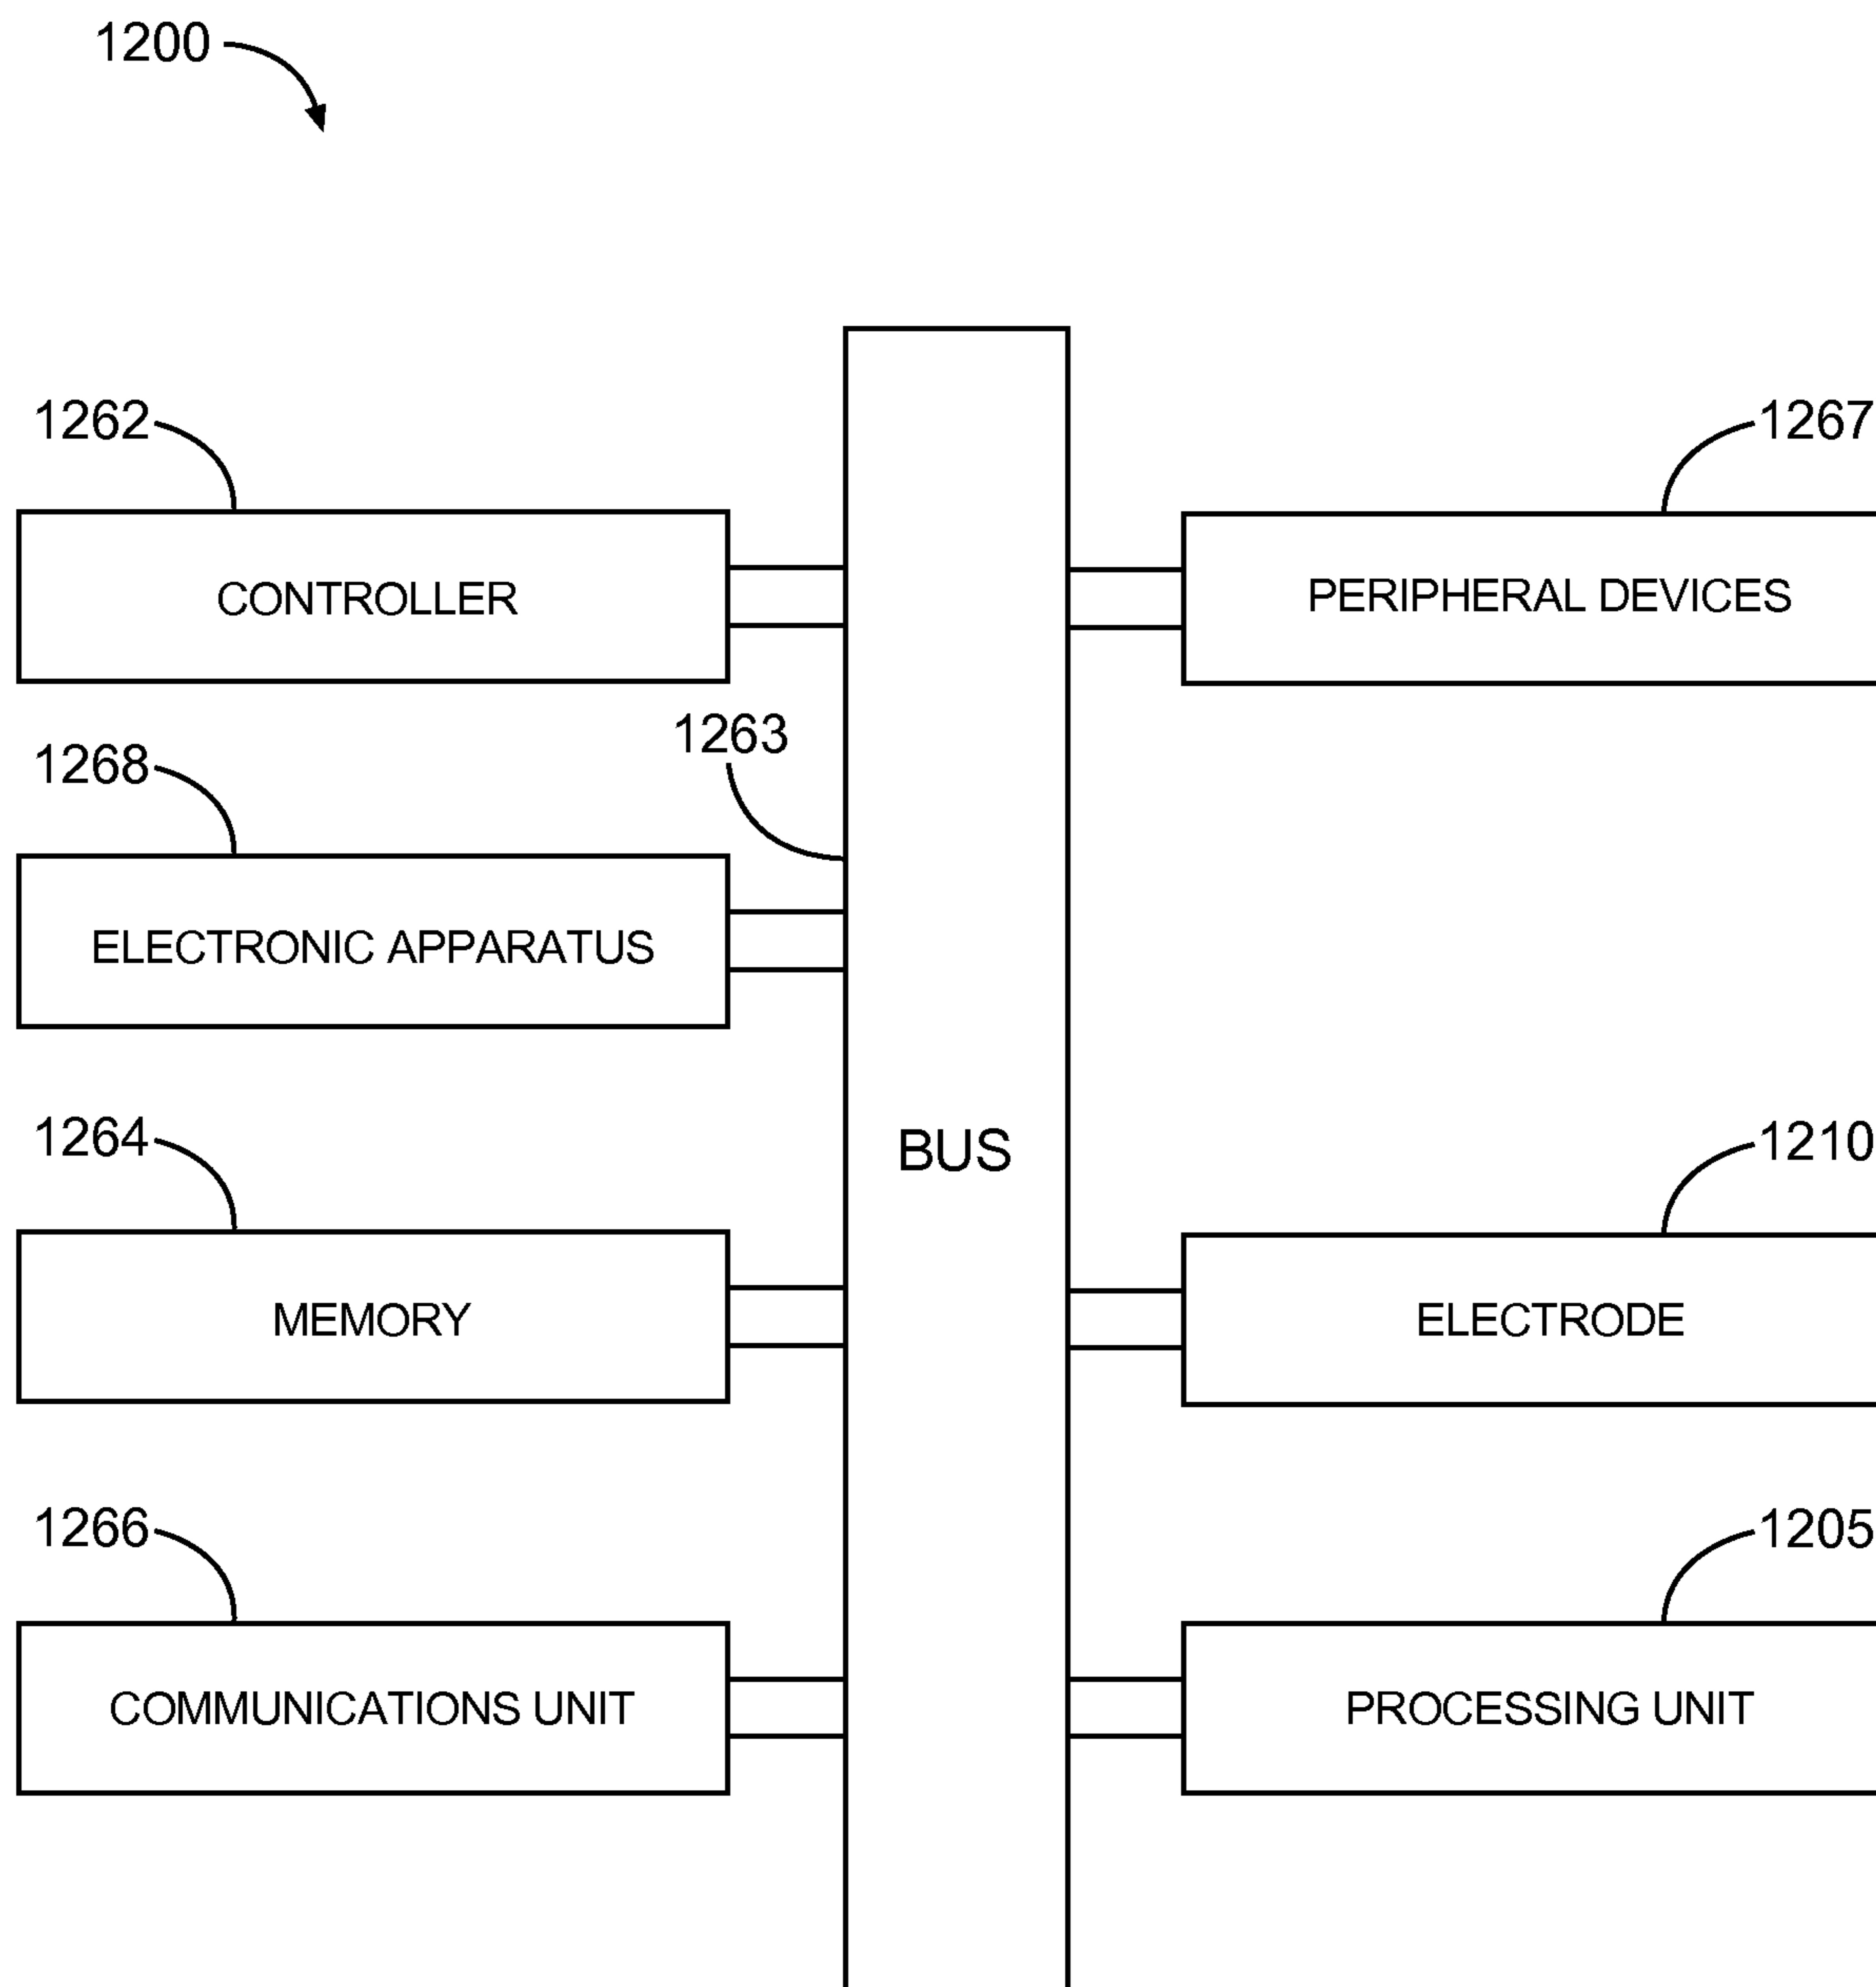 1200
1262
1267
CONTROLLER
PERIPHERAL DEVICES
1263
1268
ELECTRONIC APPARATUS
1264
1210
BUS
MEMORY
ELECTRODE
1266
1205
COMMUNICATIONS UNIT
PROCESSING UNIT